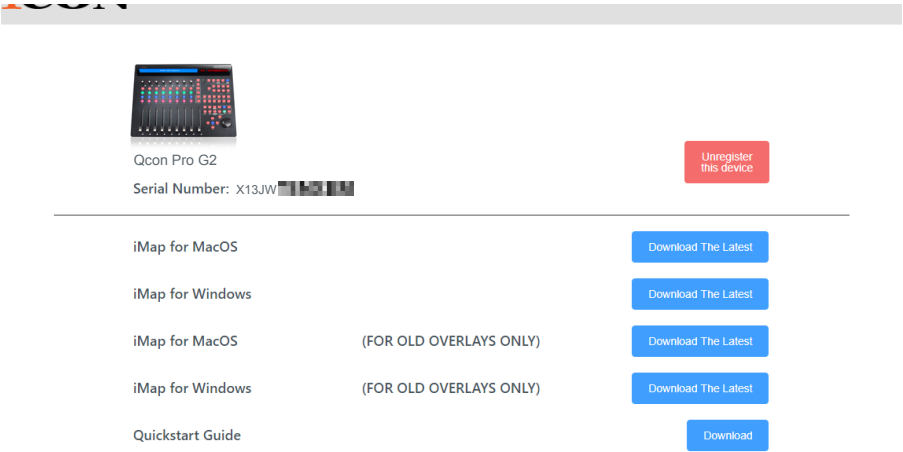 Qcon Pro G2
Unregister
this device
Serial Number: X13JW
iMap for MacOS Download The Latest
iMap for Windows Download The Latest
iMap for MacOS (FOR OLD OVERLAYS ONLY) Download The Latest
iMap for Windows (FOR OLD OVERLAYS ONLY) Download The Latest
Quickstart Guide Download